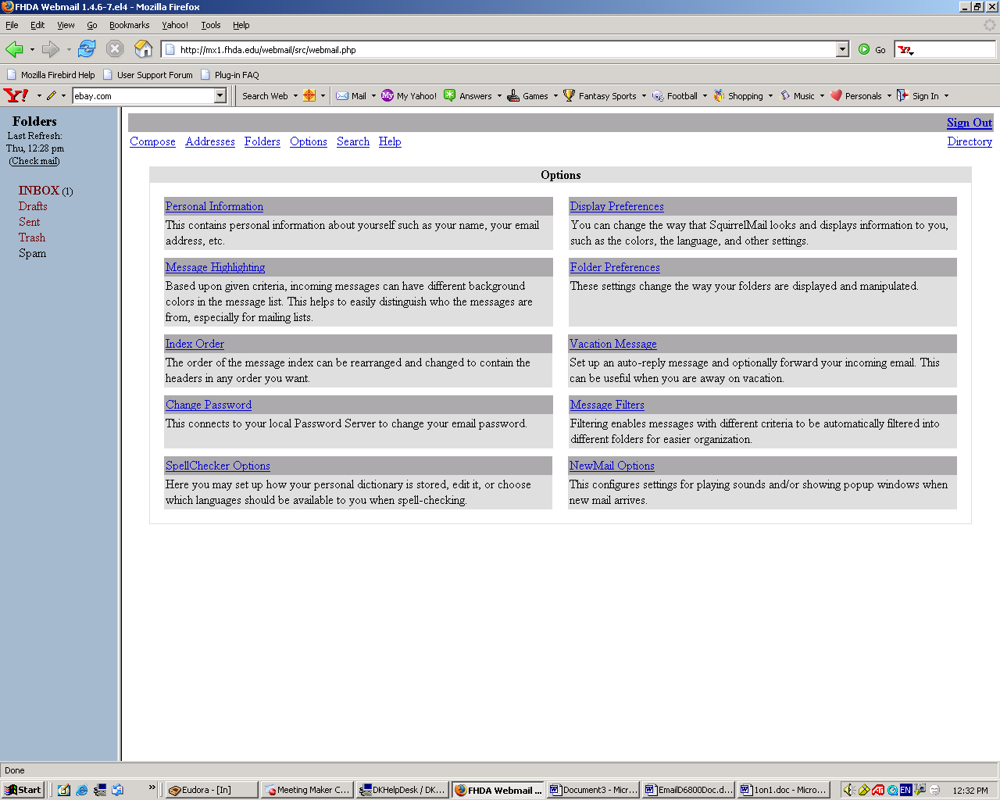 FHDA Webmail 1.4.6-7.el4 - Mozilla Firefox
File Edit View Go Bookmarks Yahoo! Tools Help
http://mx1.fhda.edu/webmail/src/webmail.php Go Y!
Mozilla Firebird Help User Support Forum Plug-in FAQ
Y! ebay.com Search Web Mail My My Yahoo! Answers Games Fantasy Sports Football Shopping Music Personals Sign In
Folders
Last Refresh:
Thu, 12:28 pm
(Check mail)
INBOX (1)
Drafts
Sent
Trash
Spam
Sign Out
Compose Addresses Folders Options Search Help Directory
Options
Personal Information
This contains personal information about yourself such as your name, your email
address, etc.
Display Preferences
You can change the way that SquirrelMail looks and displays information to you,
such as the colors, the language, and other settings.
Message Highlighting
Based upon given criteria, incoming messages can have different background
colors in the message list. This helps to easily distinguish who the messages are
from, especially for mailing lists.
Folder Preferences
These settings change the way your folders are displayed and manipulated.
Index Order
The order of the message index can be rearranged and changed to contain the
headers in any order you want.
Vacation Message
Set up an auto-reply message and optionally forward your incoming email. This
can be useful when you are away on vacation.
Change Password
This connects to your local Password Server to change your email password.
Message Filters
Filtering enables messages with different criteria to be automatically filtered into
different folders for easier organization.
SpellChecker Options
Here you may set up how your personal dictionary is stored, edit it, or choose
which languages should be available to you when spell-checking.
NewMail Options
This configures settings for playing sounds and/or showing popup windows when
new mail arrives.
Done
Start » Eudora - [In] Meeting Maker C... DKHelpDesk / DK... FHDA Webmail ... Document3 - Micr... EmailD6800Doc.d... 1on1.doc - Micro... EN 12:32 PM